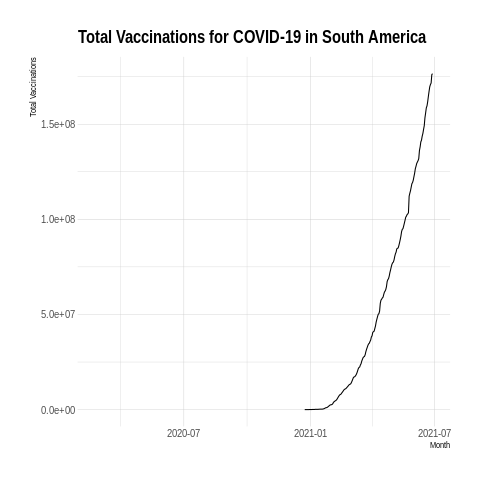 Total Vaccinations for COVID-19 in South America
Total Vaccinations
1.5e+08
1.0e+08
5.0e+07
0.0e+00
2020-07
2021-01
2021-07
Month